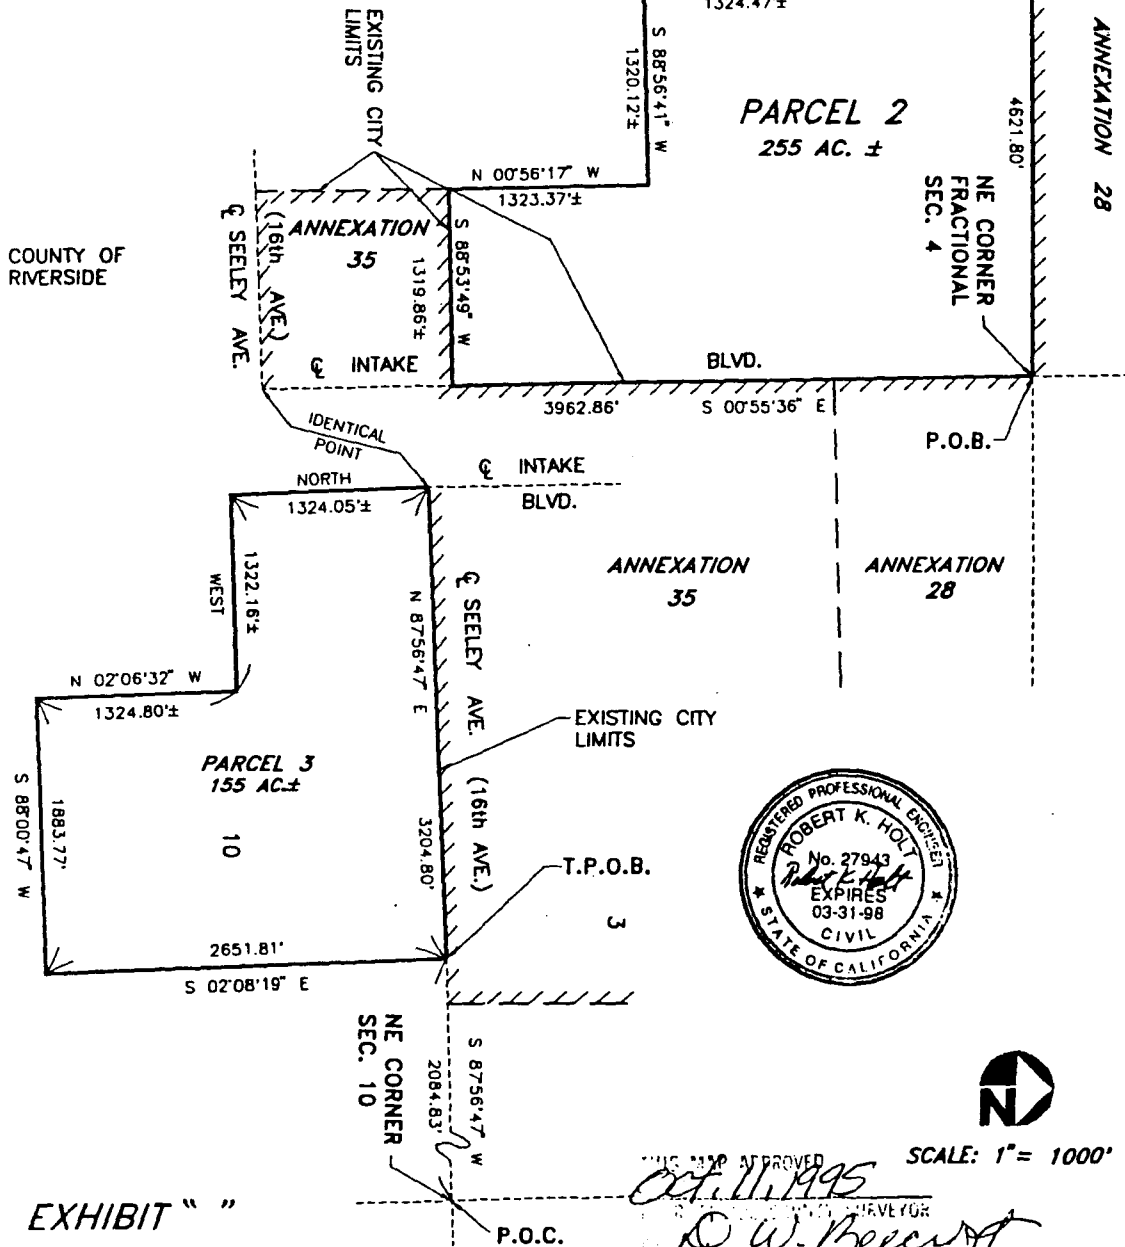 1324.47'±
ANNEXATION 28
EXISTING CITY
LIMITS
S 88°56'41" W
1320.12'±
PARCEL 2
255 AC. ±
4621.80'
NE CORNER
FRACTIONAL
SEC. 4
N 00°56'17" W
1323.37'±
COUNTY OF
RIVERSIDE
℄ SEELEY AVE.
(16th AVE.)
ANNEXATION
35
S 88°53'49" W
1319.86'±
℄ INTAKE
BLVD.
3962.86'
S 00°55'36" E
P.O.B.
IDENTICAL
POINT
℄ INTAKE
BLVD.
NORTH
1324.05'±
1322.16'±
WEST
N 87°56'47" E
℄ SEELEY AVE. (16th AVE.)
ANNEXATION
35
ANNEXATION
28
N 02°06'32" W
1324.80'±
EXISTING CITY
LIMITS
PARCEL 3
155 AC.±
S 88°00'47" W
1883.77'
10
3204.80'
T.P.O.B.
3
REGISTERED PROFESSIONAL ENGINEER
ROBERT K. HOLT
No. 27943
Robert K. Holt
EXPIRES
03-31-98
CIVIL
STATE OF CALIFORNIA
2651.81'
S 02°08'19" E
NE CORNER
SEC. 10
S 87°56'47" W
2084.83'
N
SCALE: 1"= 1000'
THIS MAP APPROVED
Oct. 11, 1995
SURVEYOR
D. W.
EXHIBIT " "
P.O.C.